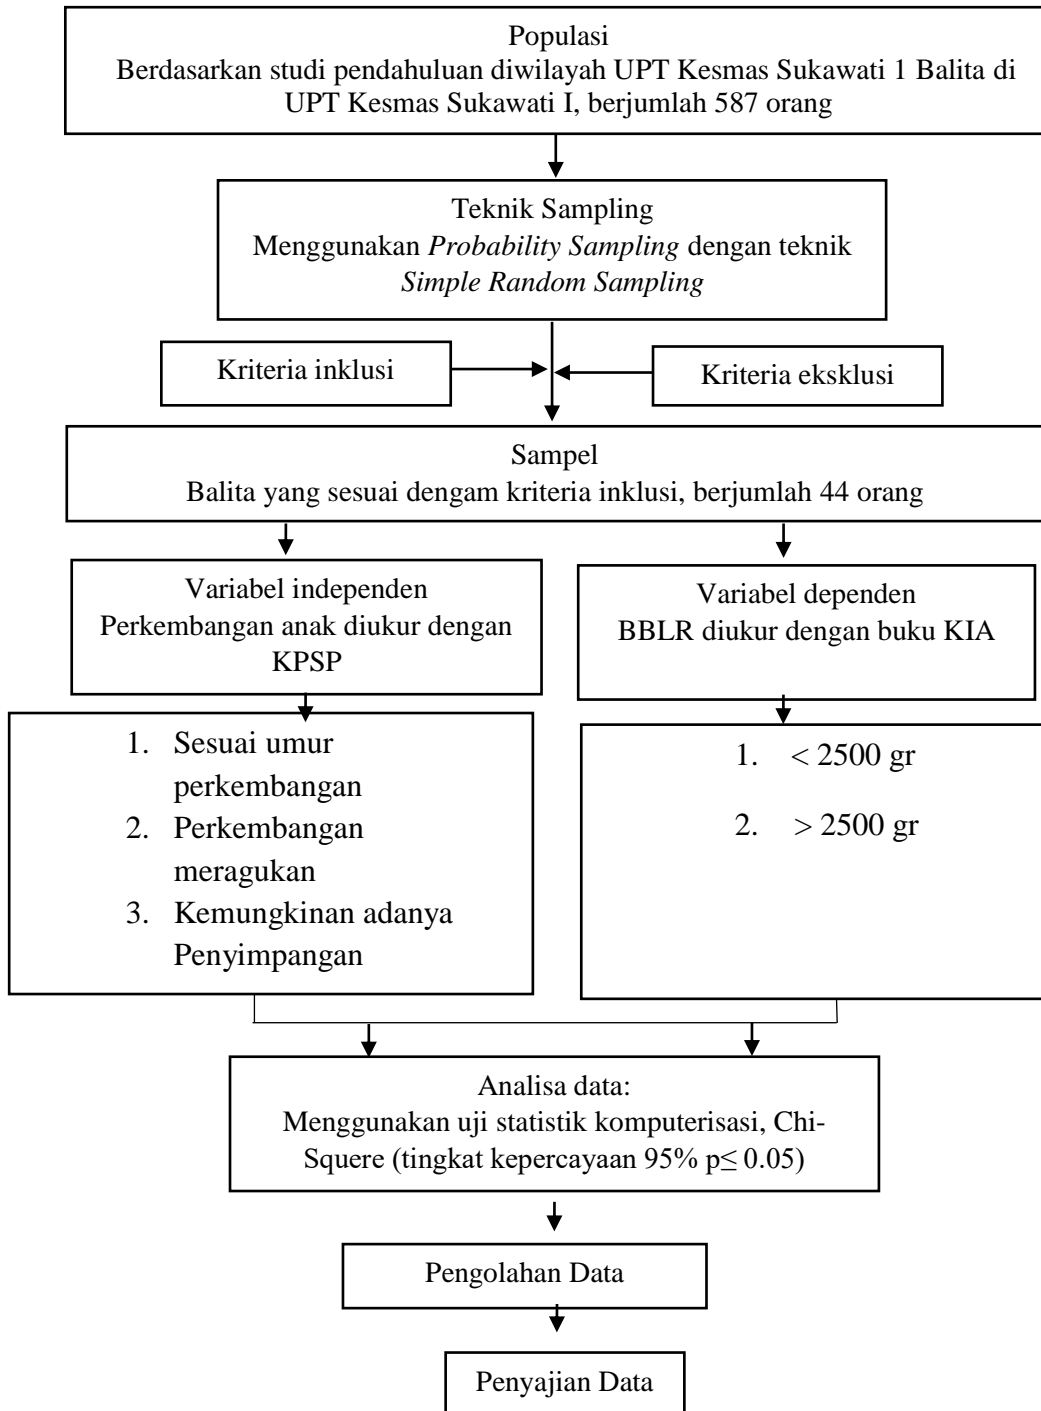 Populasi
Berdasarkan studi pendahuluan diwilayah UPT Kesmas Sukawati 1 Balita di
UPT Kesmas Sukawati I, berjumlah 587 orang
Teknik Sampling
Menggunakan Probability Sampling dengan teknik
Simple Random Sampling
Kriteria inklusi
Kriteria eksklusi
Sampel
Balita yang sesuai dengam kriteria inklusi, berjumlah 44 orang
Variabel independen
Perkembangan anak diukur dengan
KPSP
Variabel dependen
BBLR diukur dengan buku KIA
1. Sesuai umur
perkembangan
2. Perkembangan
meragukan
3. Kemungkinan adanya
Penyimpangan
1. < 2500 gr
2. > 2500 gr
Analisa data:
Menggunakan uji statistik komputerisasi, Chi-
Squere (tingkat kepercayaan 95% p≤ 0.05)
Pengolahan Data
Penyajian Data